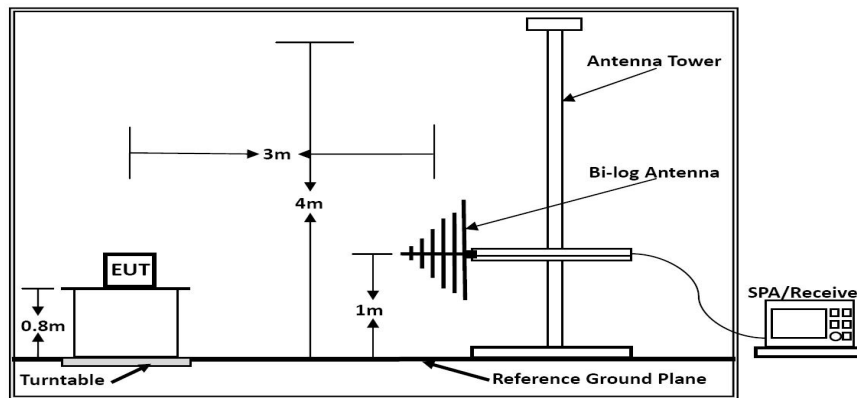 Antenna Tower
3m
Bi-log Antenna
4m
EUT
1m
0.8m
SPA/Receive
Turntable
Reference Ground Plane